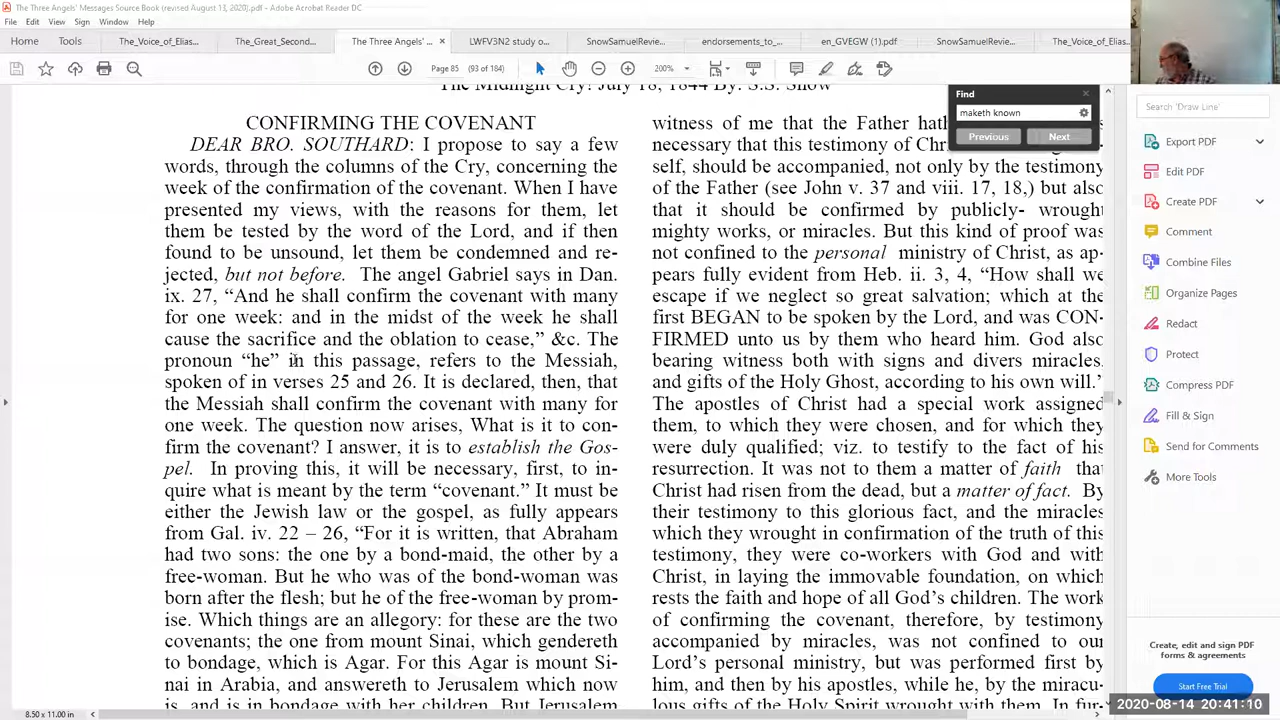 The Three Angels' Messages Source Book (revised August 13, 2020).pdf - Adobe Acrobat Reader DC
File Edit View Sign Window Help
Home Tools The_Voice_of_Elias... The_Great_Second... The Three Angels' ... × LWFV3N2 study o... SnowSamuelRevie... endorsements_to_... en_GVEGW (1).pdf SnowSamuelRevie... The_Voice_of_Elias...
Page 85 (93 of 184) 200%
Find ×
maketh known
Previous Next
The Midnight Cry! July 18, 1844 By: S.S. Snow
CONFIRMING THE COVENANT
DEAR BRO. SOUTHARD: I propose to say a few
words, through the columns of the Cry, concerning the
week of the confirmation of the covenant. When I have
presented my views, with the reasons for them, let
them be tested by the word of the Lord, and if then
found to be unsound, let them be condemned and re-
jected, but not before. The angel Gabriel says in Dan.
ix. 27, “And he shall confirm the covenant with many
for one week: and in the midst of the week he shall
cause the sacrifice and the oblation to cease,” &c. The
pronoun “he” in this passage, refers to the Messiah,
spoken of in verses 25 and 26. It is declared, then, that
the Messiah shall confirm the covenant with many for
one week. The question now arises, What is it to con-
firm the covenant? I answer, it is to establish the Gos-
pel. In proving this, it will be necessary, first, to in-
quire what is meant by the term “covenant.” It must be
either the Jewish law or the gospel, as fully appears
from Gal. iv. 22 – 26, “For it is written, that Abraham
had two sons: the one by a bond-maid, the other by a
free-woman. But he who was of the bond-woman was
born after the flesh; but he of the free-woman by prom-
ise. Which things are an allegory: for these are the two
covenants; the one from mount Sinai, which gendereth
to bondage, which is Agar. For this Agar is mount Si-
nai in Arabia, and answereth to Jerusalem which now
is, and is in bondage with her children. But Jerusalem
witness of me that the Father hath
necessary that this testimony of Chr
self, should be accompanied, not only by the testimony
of the Father (see John v. 37 and viii. 17, 18,) but also
that it should be confirmed by publicly- wrought
mighty works, or miracles. But this kind of proof was
not confined to the personal ministry of Christ, as ap-
pears fully evident from Heb. ii. 3, 4, “How shall we
escape if we neglect so great salvation; which at the
first BEGAN to be spoken by the Lord, and was CON-
FIRMED unto us by them who heard him. God also
bearing witness both with signs and divers miracles,
and gifts of the Holy Ghost, according to his own will.”
The apostles of Christ had a special work assigned
them, to which they were chosen, and for which they
were duly qualified; viz. to testify to the fact of his
resurrection. It was not to them a matter of faith that
Christ had risen from the dead, but a matter of fact. By
their testimony to this glorious fact, and the miracles
which they wrought in confirmation of the truth of this
testimony, they were co-workers with God and with
Christ, in laying the immovable foundation, on which
rests the faith and hope of all God’s children. The work
of confirming the covenant, therefore, by testimony
accompanied by miracles, was not confined to our
Lord’s personal ministry, but was performed first by
him, and then by his apostles, while he, by the miracu-
lous gifts of the Holy Spirit wrought with them. In fur-
Search 'Draw Line'
Export PDF
Edit PDF
Create PDF
Comment
Combine Files
Organize Pages
Redact
Protect
Compress PDF
Fill & Sign
Send for Comments
More Tools
Create, edit and sign PDF
forms & agreements
Start Free Trial
8.50 x 11.00 in
2020-08-14 20:41:10